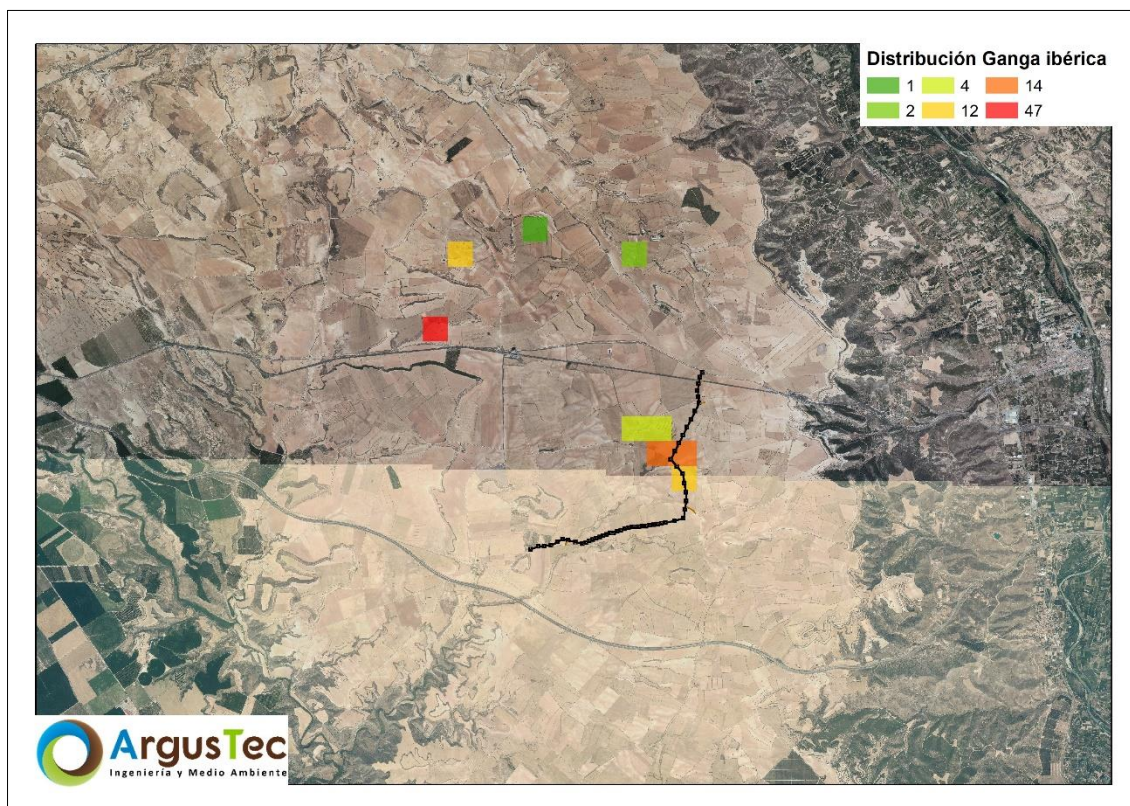 Distribución Ganga ibérica
1 4 14
2 12 47
ArgusTec
Ingeniería y Medio Ambiente